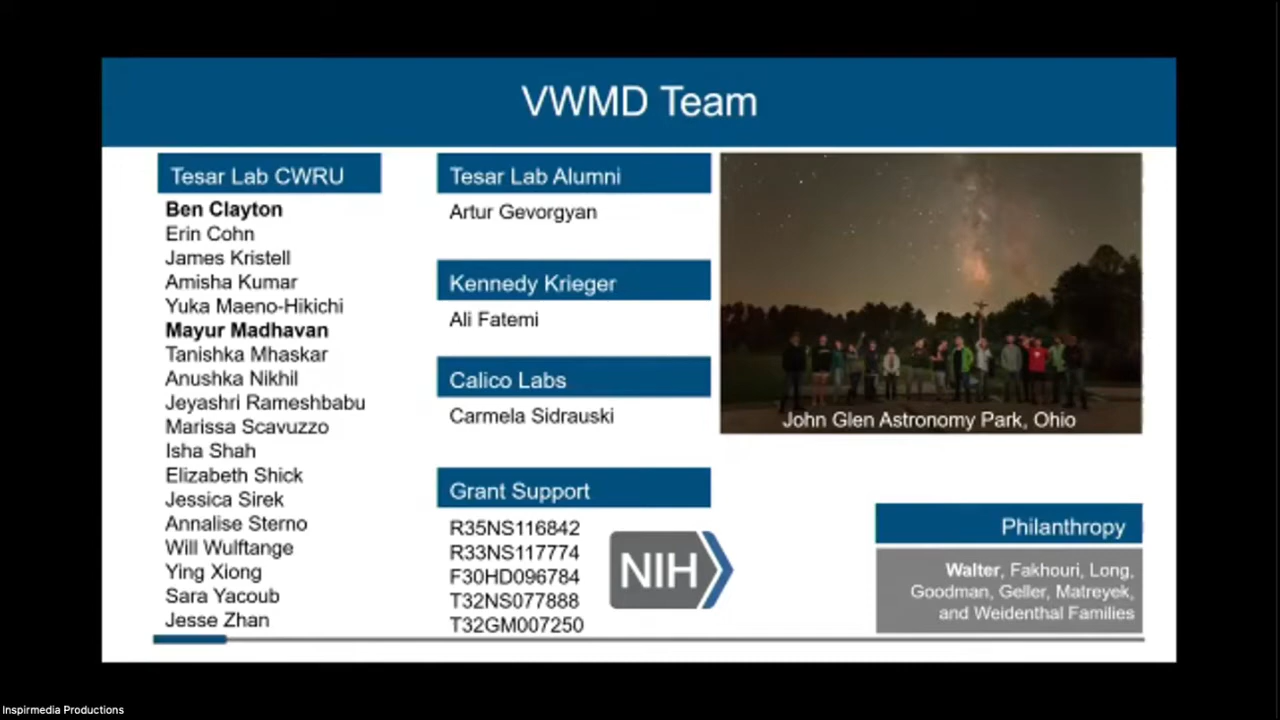 VWMD Team
Tesar Lab CWRU
Ben Clayton
Erin Cohn
James Kristell
Amisha Kumar
Yuka Maeno-Hikichi
Mayur Madhavan
Tanishka Mhaskar
Anushka Nikhil
Jeyashri Rameshbabu
Marissa Scavuzzo
Isha Shah
Elizabeth Shick
Jessica Sirek
Annalise Sterno
Will Wulftange
Ying Xiong
Sara Yacoub
Jesse Zhan
Tesar Lab Alumni
Artur Gevorgyan
Kennedy Krieger
Ali Fatemi
Calico Labs
Carmela Sidrauski
Grant Support
R35NS116842
R33NS117774
F30HD096784
T32NS077888
T32GM007250
NIH
John Glen Astronomy Park, Ohio
Philanthropy
Walter, Fakhouri, Long,
Goodman, Geller, Matreyek,
and Weidenthal Families
Inspirmedia Productions